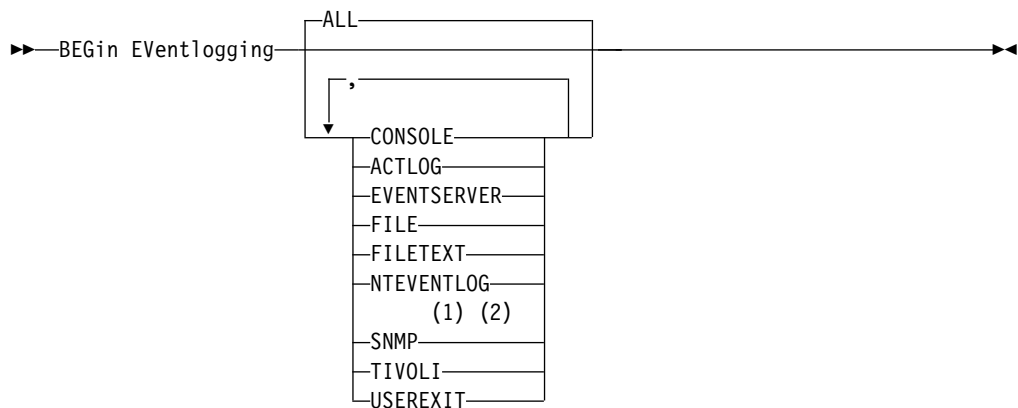 ALL
BEGin EVentlogging
,
CONSOLE
ACTLOG
EVENTSERVER
FILE
FILETEXT
NTEVENTLOG
(1) (2)
SNMP
TIVOLI
USEREXIT